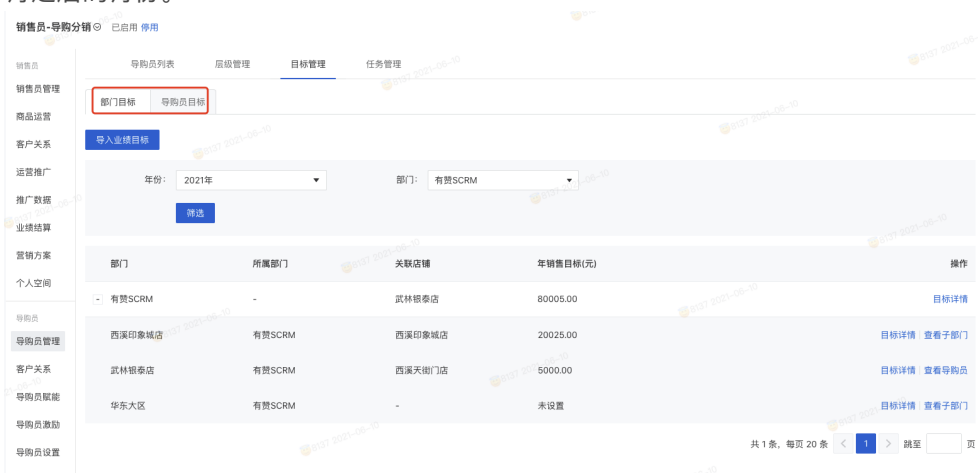 销售员-导购分销 已启用 停用
销售员
销售员管理
商品运营
客户关系
运营推广
推广数据
业绩结算
营销方案
个人空间
导购员
导购员管理
客户关系
导购员赋能
导购员激励
导购员设置
导购员列表 层级管理 目标管理 任务管理
部门目标 导购员目标
导入业绩目标
年份: 2021年 部门: 有赞SCRM
筛选
部门 所属部门 关联店铺 年销售目标(元) 操作
- 有赞SCRM - 武林银泰店 80005.00 目标详情
西溪印象城店 有赞SCRM 西溪印象城店 20025.00 目标详情 查看子部门
武林银泰店 有赞SCRM 西溪天街门店 5000.00 目标详情 查看导购员
华东大区 有赞SCRM - 未设置 目标详情 查看子部门
共 1 条, 每页 20 条 < 1 > 跳至 页
8137 2021-06-10